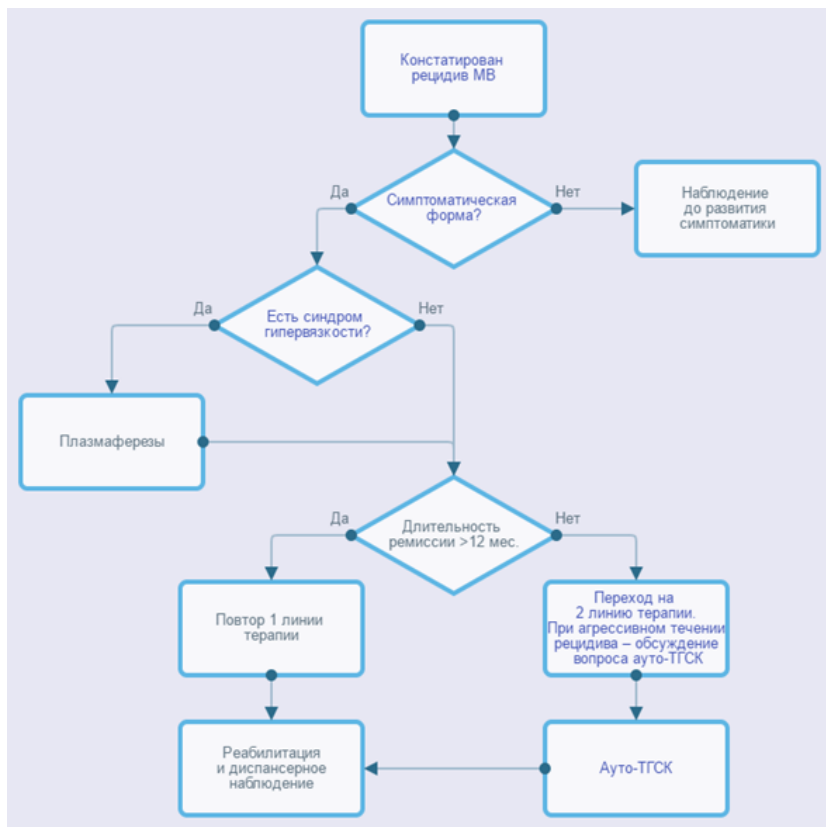 Констатирован
рецидив МВ
Да
Симптоматическая
форма?
Нет
Наблюдение
до развития
симптоматики
Да
Есть синдром
гипервязкости?
Нет
Плазмаферезы
Да
Длительность
ремиссии >12 мес.
Нет
Повтор 1 линии
терапии
Переход на
2 линию терапии.
При агрессивном течении
рецидива – обсуждение
вопроса ауто-ТГСК
Реабилитация
и диспансерное
наблюдение
Ауто-ТГСК